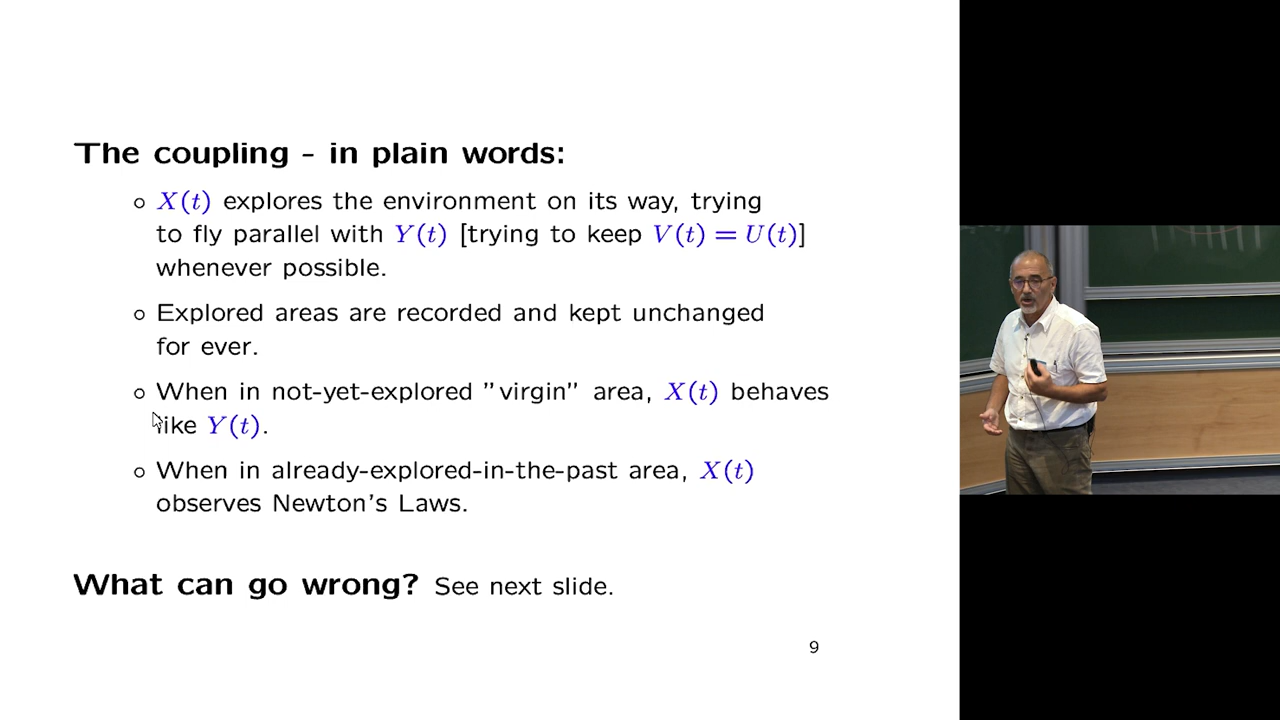 The coupling - in plain words:
◦ X(t) explores the environment on its way, trying
to fly parallel with Y(t) [trying to keep V(t) = U(t)]
whenever possible.
◦ Explored areas are recorded and kept unchanged
for ever.
◦ When in not-yet-explored ”virgin” area, X(t) behaves
like Y(t).
◦ When in already-explored-in-the-past area, X(t)
observes Newton's Laws.
What can go wrong? See next slide.
9